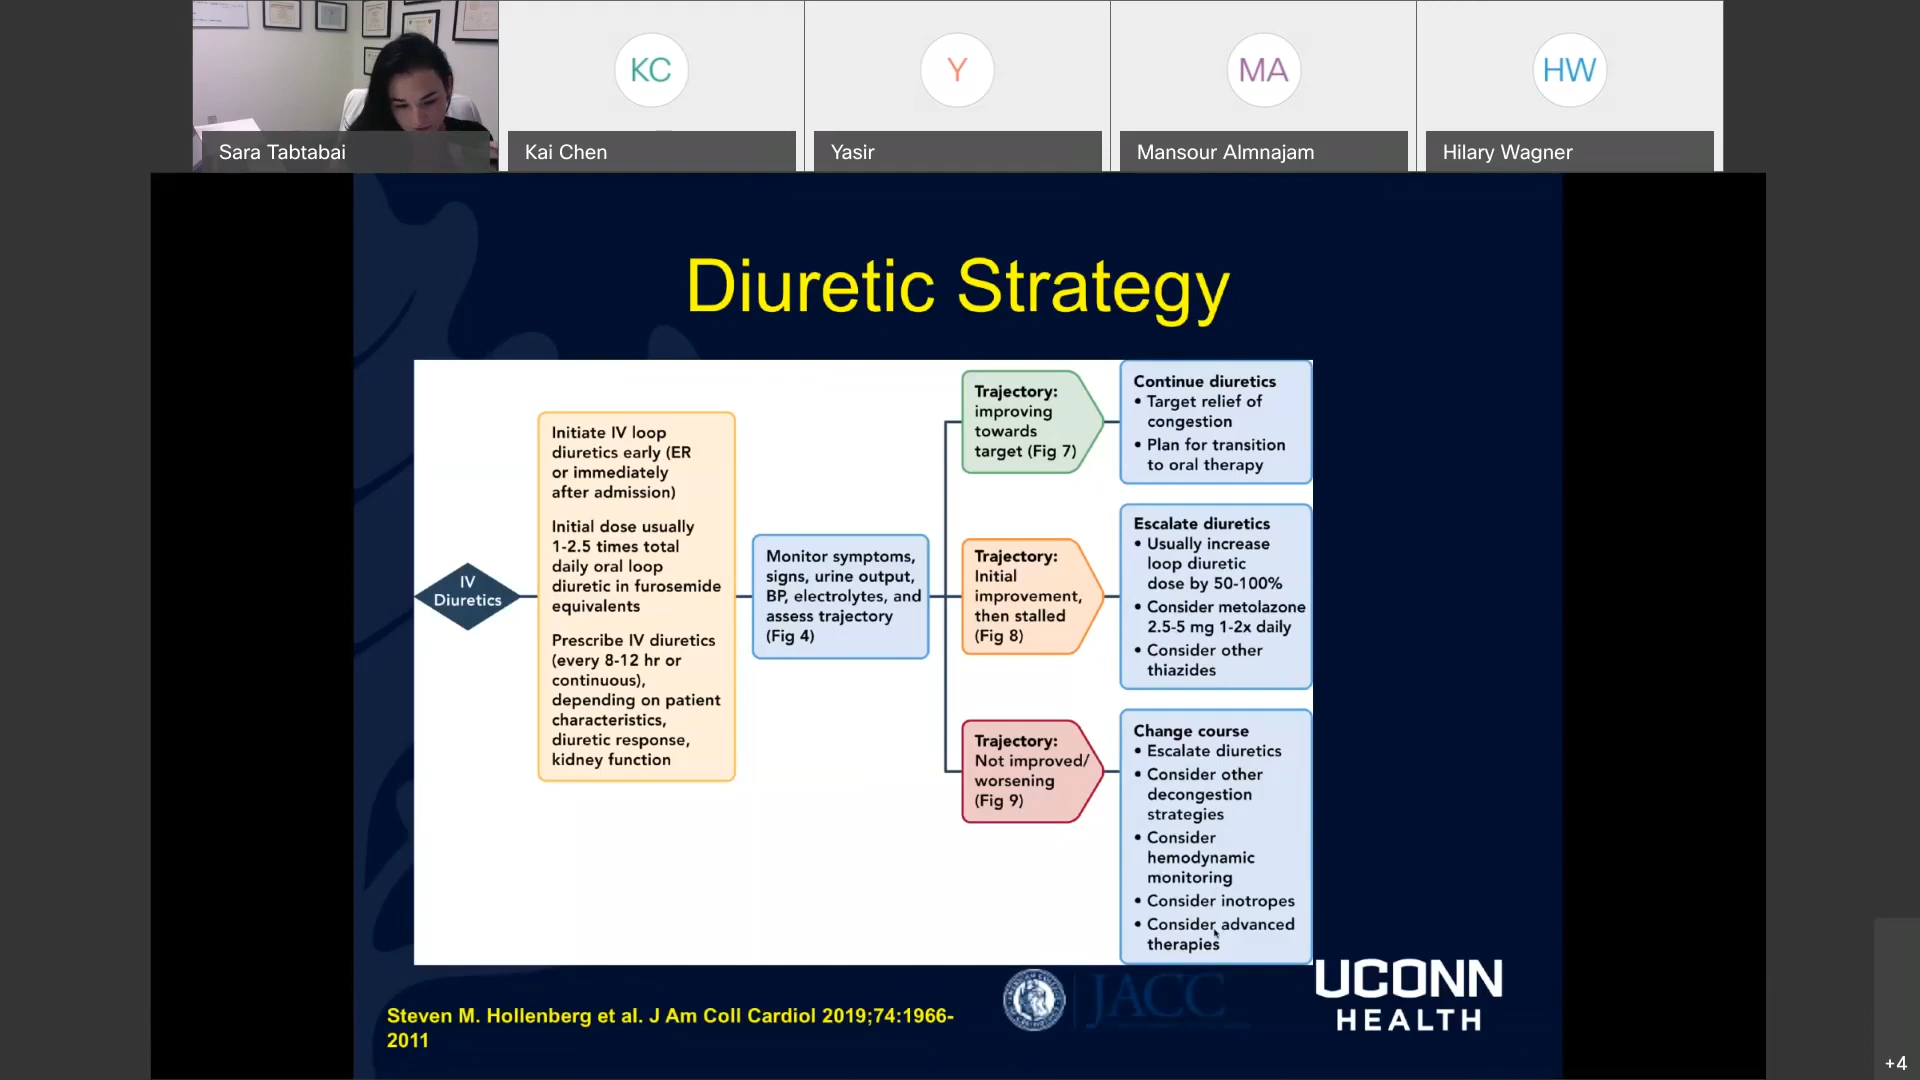 KC
Y
MA
HW
Sara Tabtabai
Kai Chen
Yasir
Mansour Almnajam
Hilary Wagner
Diuretic Strategy
IV
Diuretics
Initiate IV loop
diuretics early (ER
or immediately
after admission)
Initial dose usually
1-2.5 times total
daily oral loop
diuretic in furosemide
equivalents
Prescribe IV diuretics
(every 8-12 hr or
continuous),
depending on patient
characteristics,
diuretic response,
kidney function
Monitor symptoms,
signs, urine output,
BP, electrolytes, and
assess trajectory
(Fig 4)
Trajectory:
improving
towards
target (Fig 7)
Continue diuretics
• Target relief of
congestion
• Plan for transition
to oral therapy
Trajectory:
Initial
improvement,
then stalled
(Fig 8)
Escalate diuretics
• Usually increase
loop diuretic
dose by 50-100%
• Consider metolazone
2.5-5 mg 1-2x daily
• Consider other
thiazides
Trajectory:
Not improved/
worsening
(Fig 9)
Change course
• Escalate diuretics
• Consider other
decongestion
strategies
• Consider
hemodynamic
monitoring
• Consider inotropes
• Consider advanced
therapies
Steven M. Hollenberg et al. J Am Coll Cardiol 2019;74:1966-
2011
JACC
UCONN
HEALTH
+4